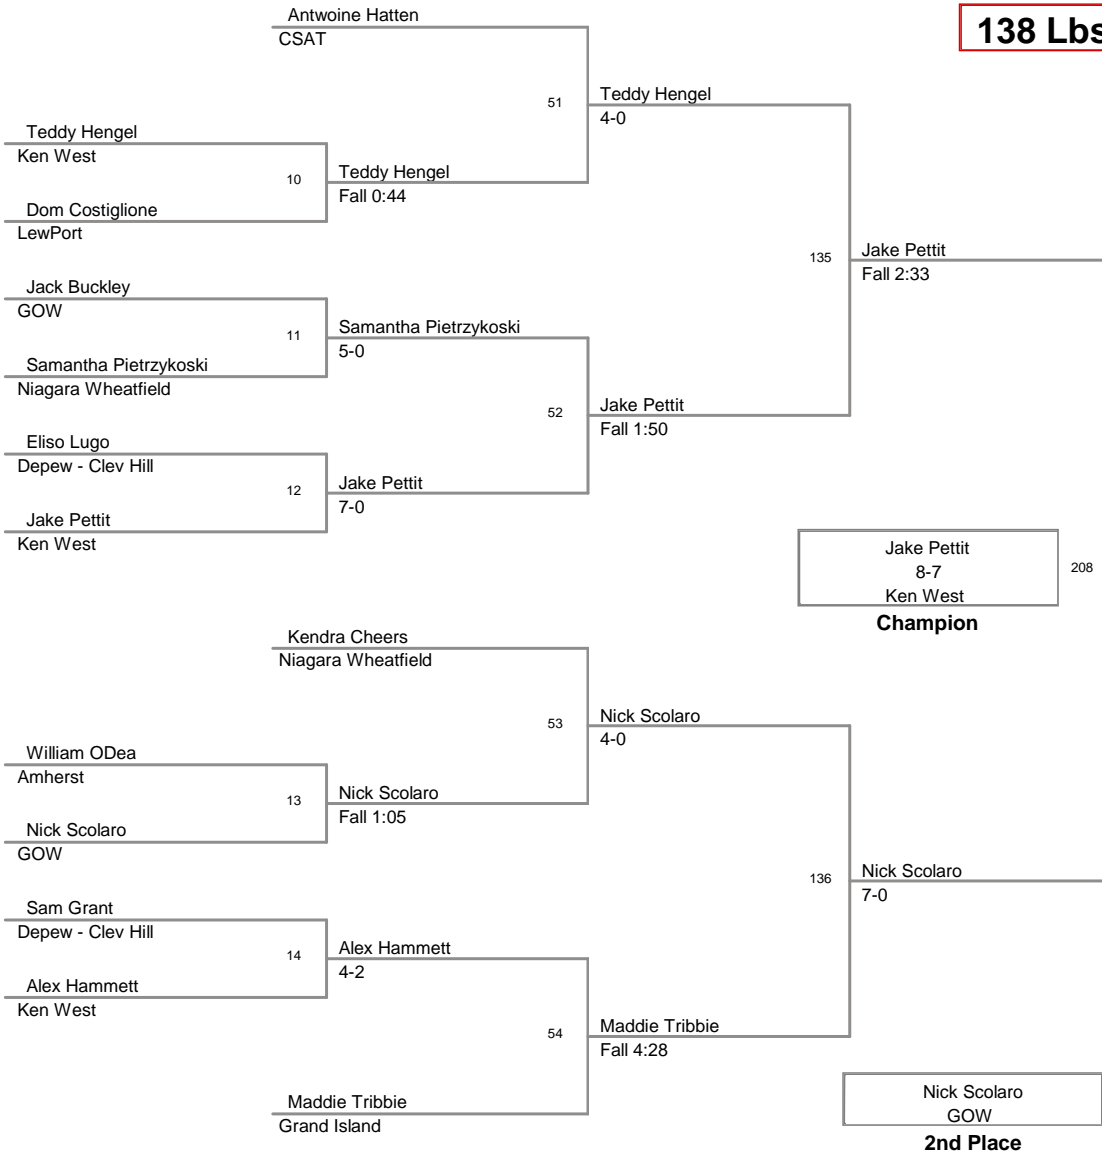 Antwoine Hatten
CSAT
138 Lbs
51
Teddy Hengel
4-0
Teddy Hengel
Ken West
10
Teddy Hengel
Fall 0:44
Dom Costiglione
LewPort
135
Jake Pettit
Fall 2:33
Jack Buckley
GOW
11
Samantha Pietrzykoski
5-0
Samantha Pietrzykoski
Niagara Wheatfield
52
Jake Pettit
Fall 1:50
Eliso Lugo
Depew - Clev Hill
12
Jake Pettit
7-0
Jake Pettit
Ken West
Jake Pettit
8-7
Ken West
208
Champion
Kendra Cheers
Niagara Wheatfield
53
Nick Scolaro
4-0
William ODea
Amherst
13
Nick Scolaro
Fall 1:05
Nick Scolaro
GOW
136
Nick Scolaro
7-0
Sam Grant
Depew - Clev Hill
14
Alex Hammett
4-2
Alex Hammett
Ken West
54
Maddie Tribbie
Fall 4:28
Maddie Tribbie
Grand Island
Nick Scolaro
GOW
2nd Place